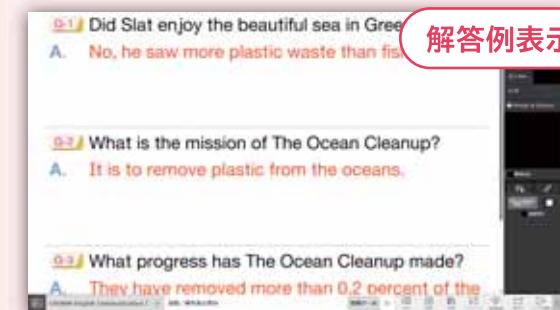 Q-1 Did Slat enjoy the beautiful sea in Gree
解答例表示
A. No, he saw more plastic waste than fis
Q-2 What is the mission of The Ocean Cleanup?
A. It is to remove plastic from the oceans.
Q-3 What progress has The Ocean Cleanup made?
A. They have removed more than 0.2 percent of the